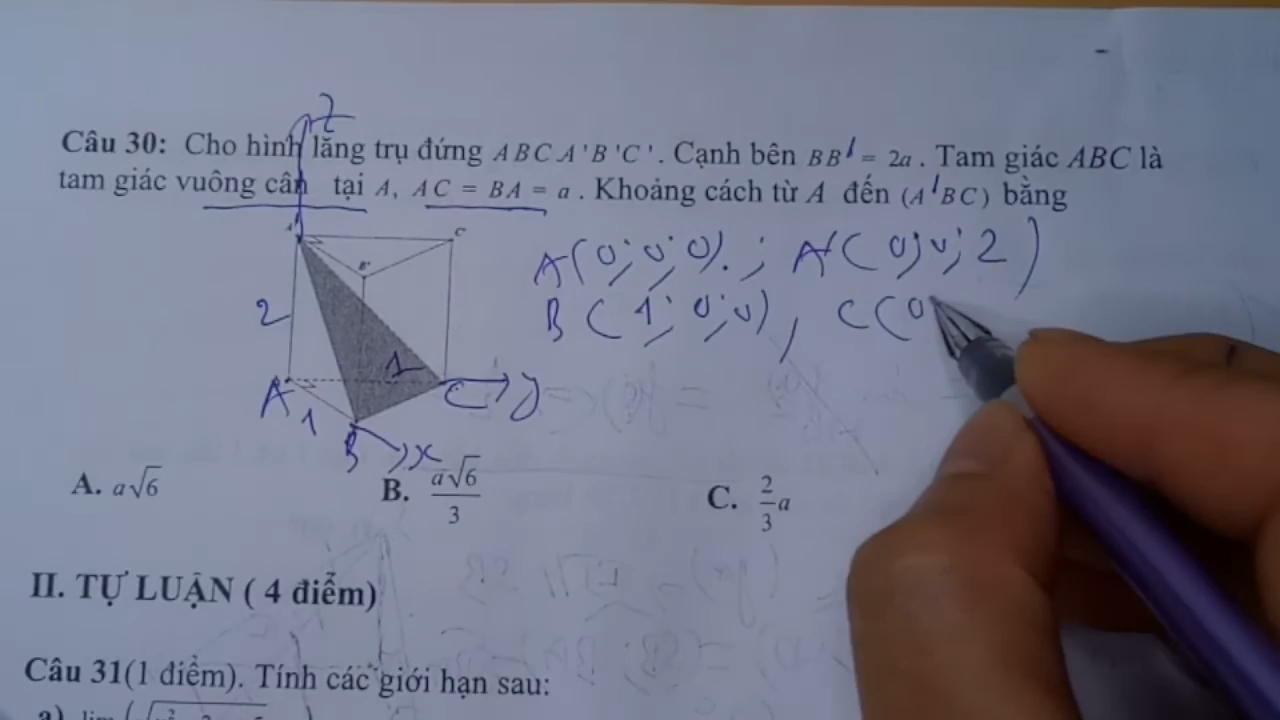 z
Câu 30: Cho hình lăng trụ đứng ABC.A'B'C'. Cạnh bên BB' = 2a. Tam giác ABC là
tam giác vuông cân tại A, AC = BA = a. Khoảng cách từ A đến (A'BC) bằng
A' C
B'
A(0;0;0). ; A'(0;0;2)
2
B(1;0;0), C(0
1
A C y
1
B x
A. a√6 B. a√6/3 C. 2/3 a
II. TỰ LUẬN ( 4 điểm)
Câu 31(1 điểm). Tính các giới hạn sau:
a) lim